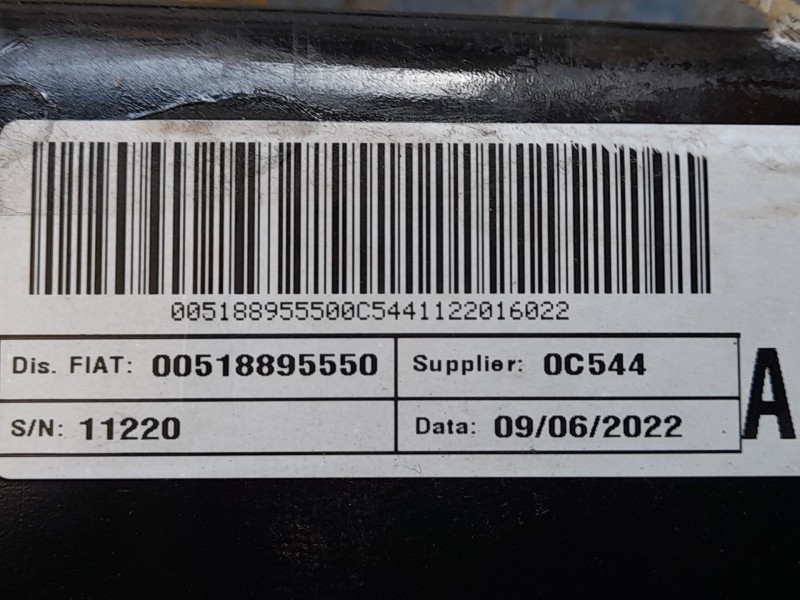 005188955500C5441122016022
Dis. FIAT: 00518895550 Supplier: 0C544
A
S/N: 11220 Data: 09/06/2022